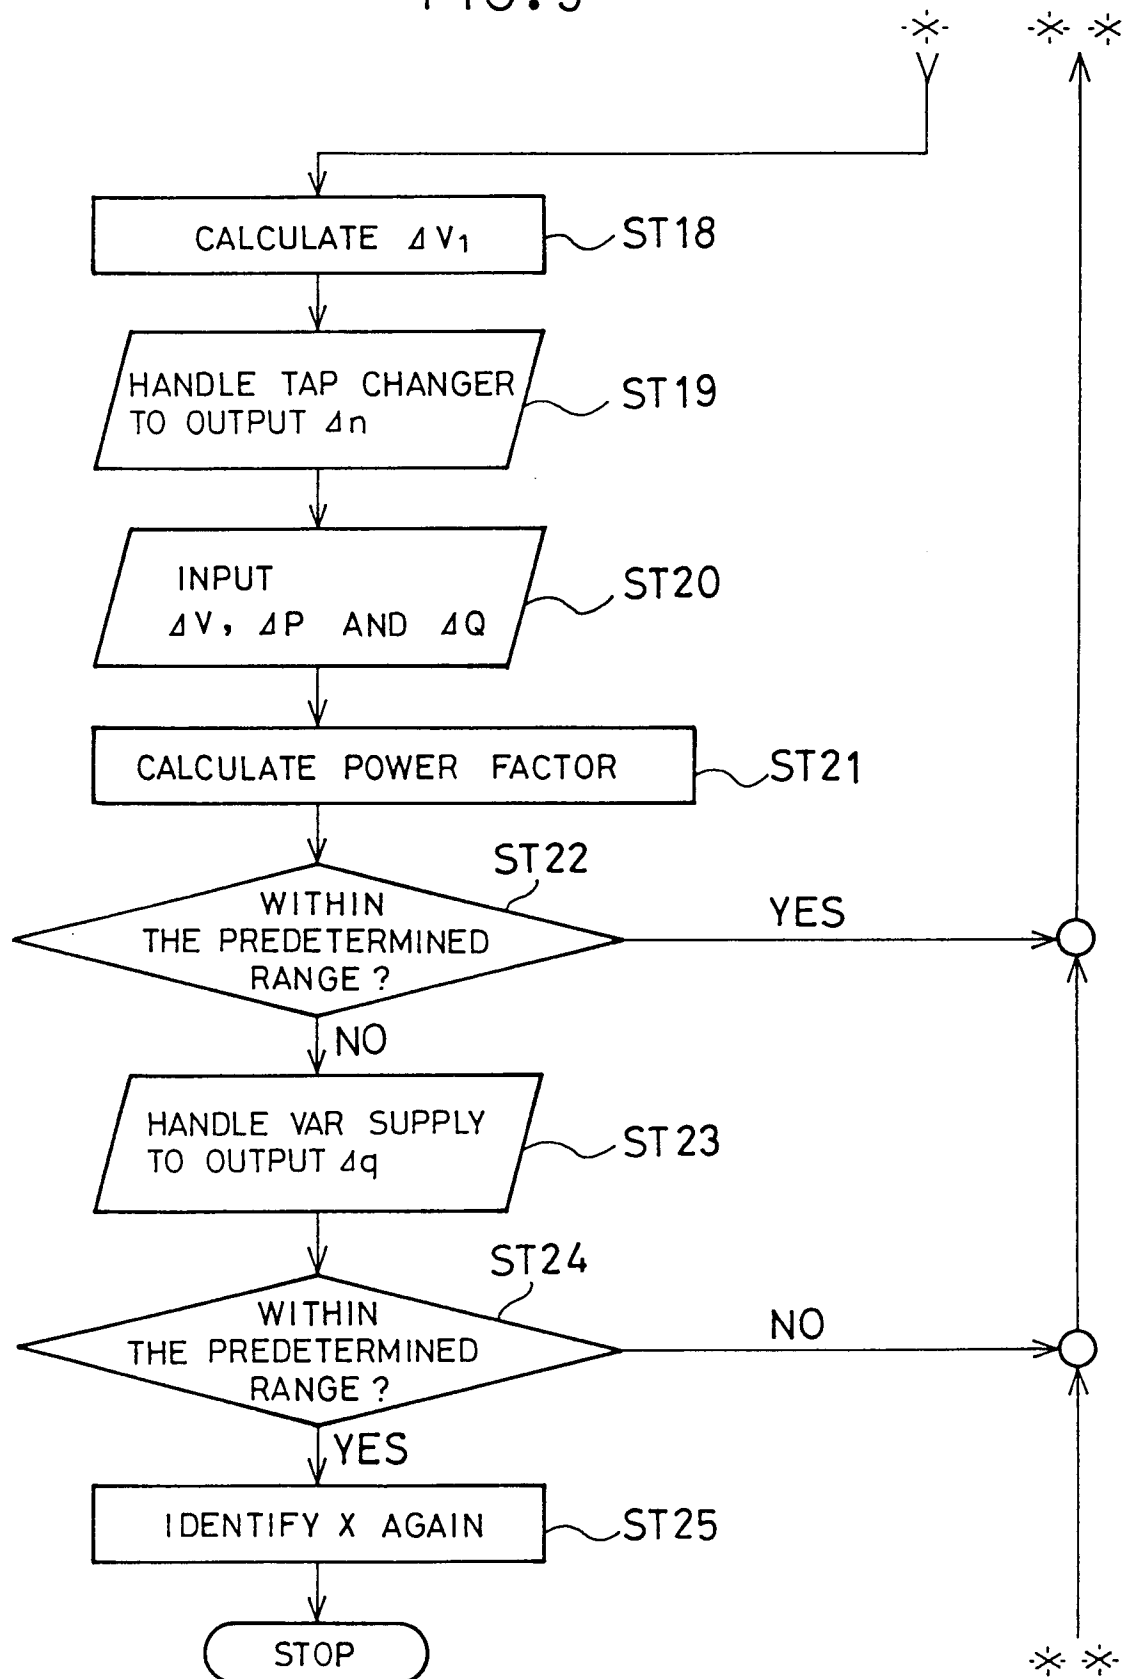 CALCULATE ΔV1
ST18
HANDLE TAP CHANGER
TO OUTPUT Δn
ST19
INPUT
ΔV, ΔP AND ΔQ
ST20
CALCULATE POWER FACTOR
ST21
ST22
WITHIN
THE PREDETERMINED
RANGE?
YES
NO
HANDLE VAR SUPPLY
TO OUTPUT Δq
ST23
ST24
WITHIN
THE PREDETERMINED
RANGE?
NO
YES
IDENTIFY X AGAIN
ST25
STOP